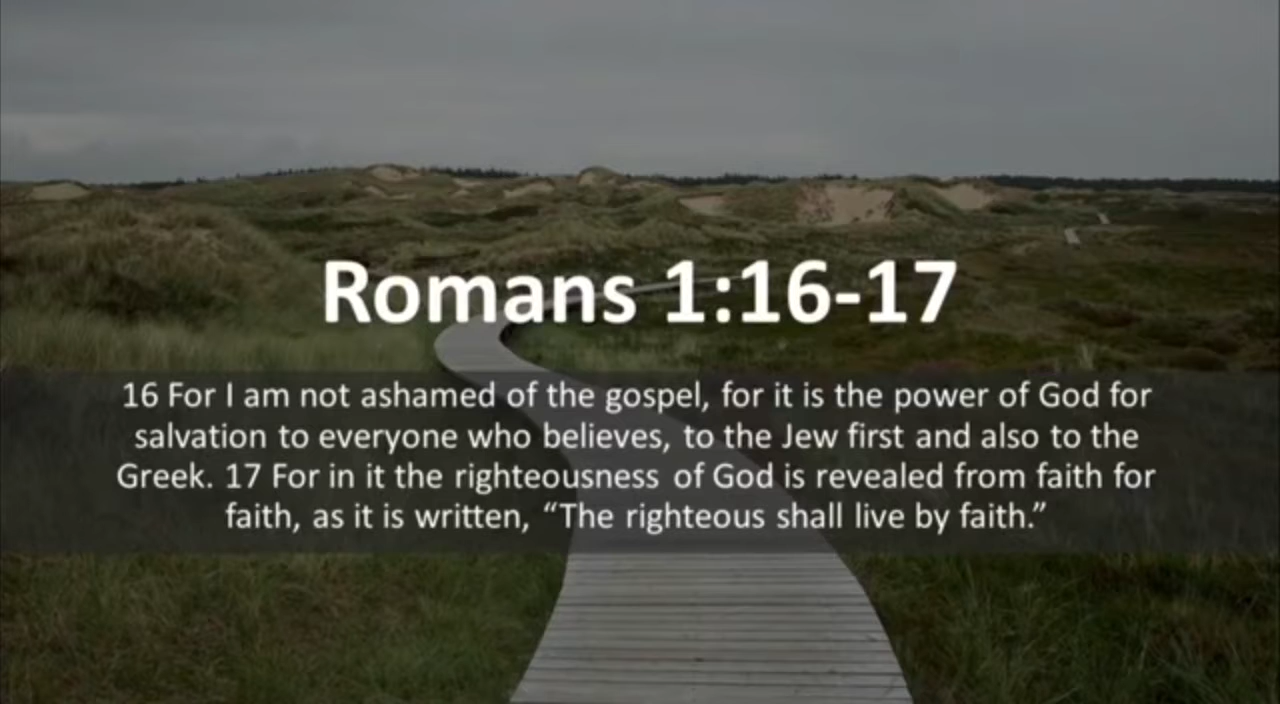 Romans 1:16-17
16 For I am not ashamed of the gospel, for it is the power of God for
salvation to everyone who believes, to the Jew first and also to the
Greek. 17 For in it the righteousness of God is revealed from faith for
faith, as it is written, “The righteous shall live by faith.”